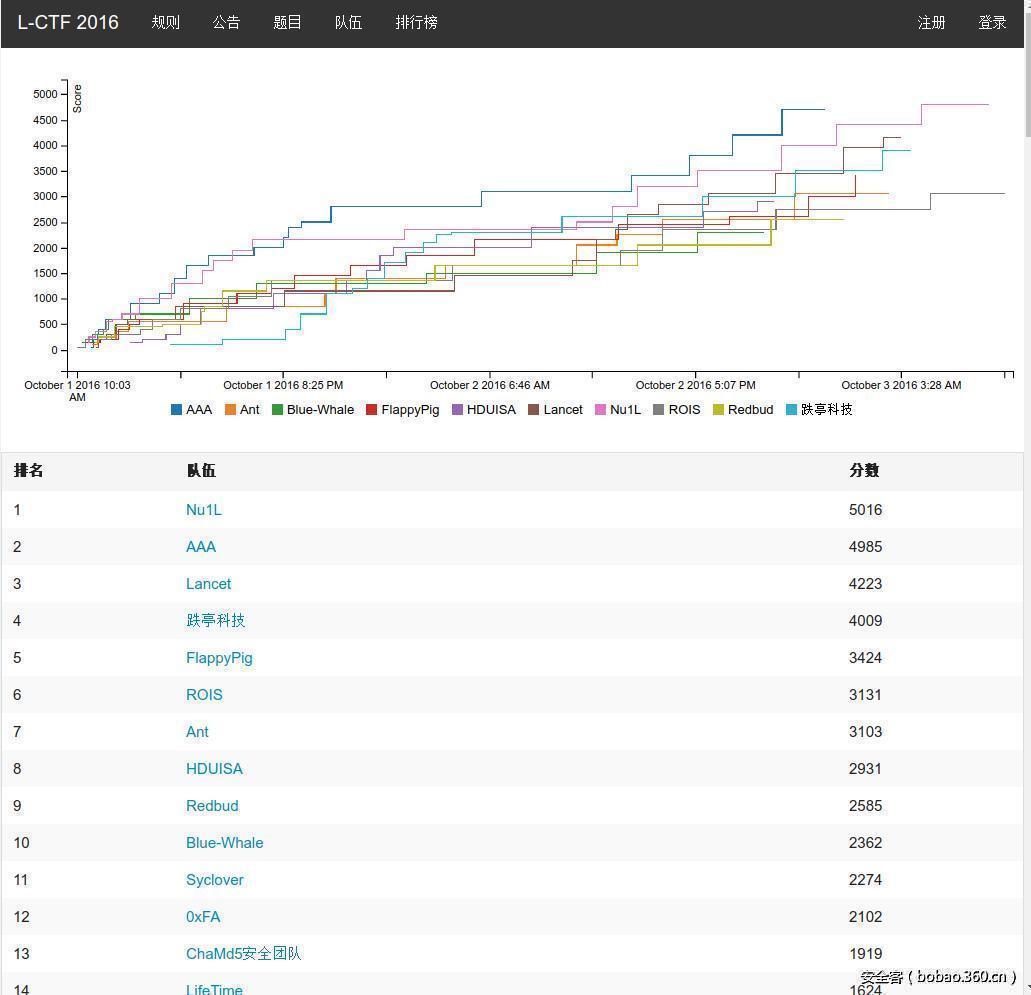 L-CTF 2016 规则 公告 题目 队伍 排行榜 注册 登录
Score
5000
4500
4000
3500
3000
2500
2000
1500
1000
500
0
October 1 2016 10:03 AM
October 1 2016 8:25 PM
October 2 2016 6:46 AM
October 2 2016 5:07 PM
October 3 2016 3:28 AM
AAA Ant Blue-Whale FlappyPig HDUISA Lancet Nu1L ROIS Redbud 跌亭科技
排名 队伍 分数
1 Nu1L 5016
2 AAA 4985
3 Lancet 4223
4 跌亭科技 4009
5 FlappyPig 3424
6 ROIS 3131
7 Ant 3103
8 HDUISA 2931
9 Redbud 2585
10 Blue-Whale 2362
11 Syclover 2274
12 0xFA 2102
13 ChaMd5安全团队 1919
14 LifeTime 1624
安全客 ( bobao.360.cn )